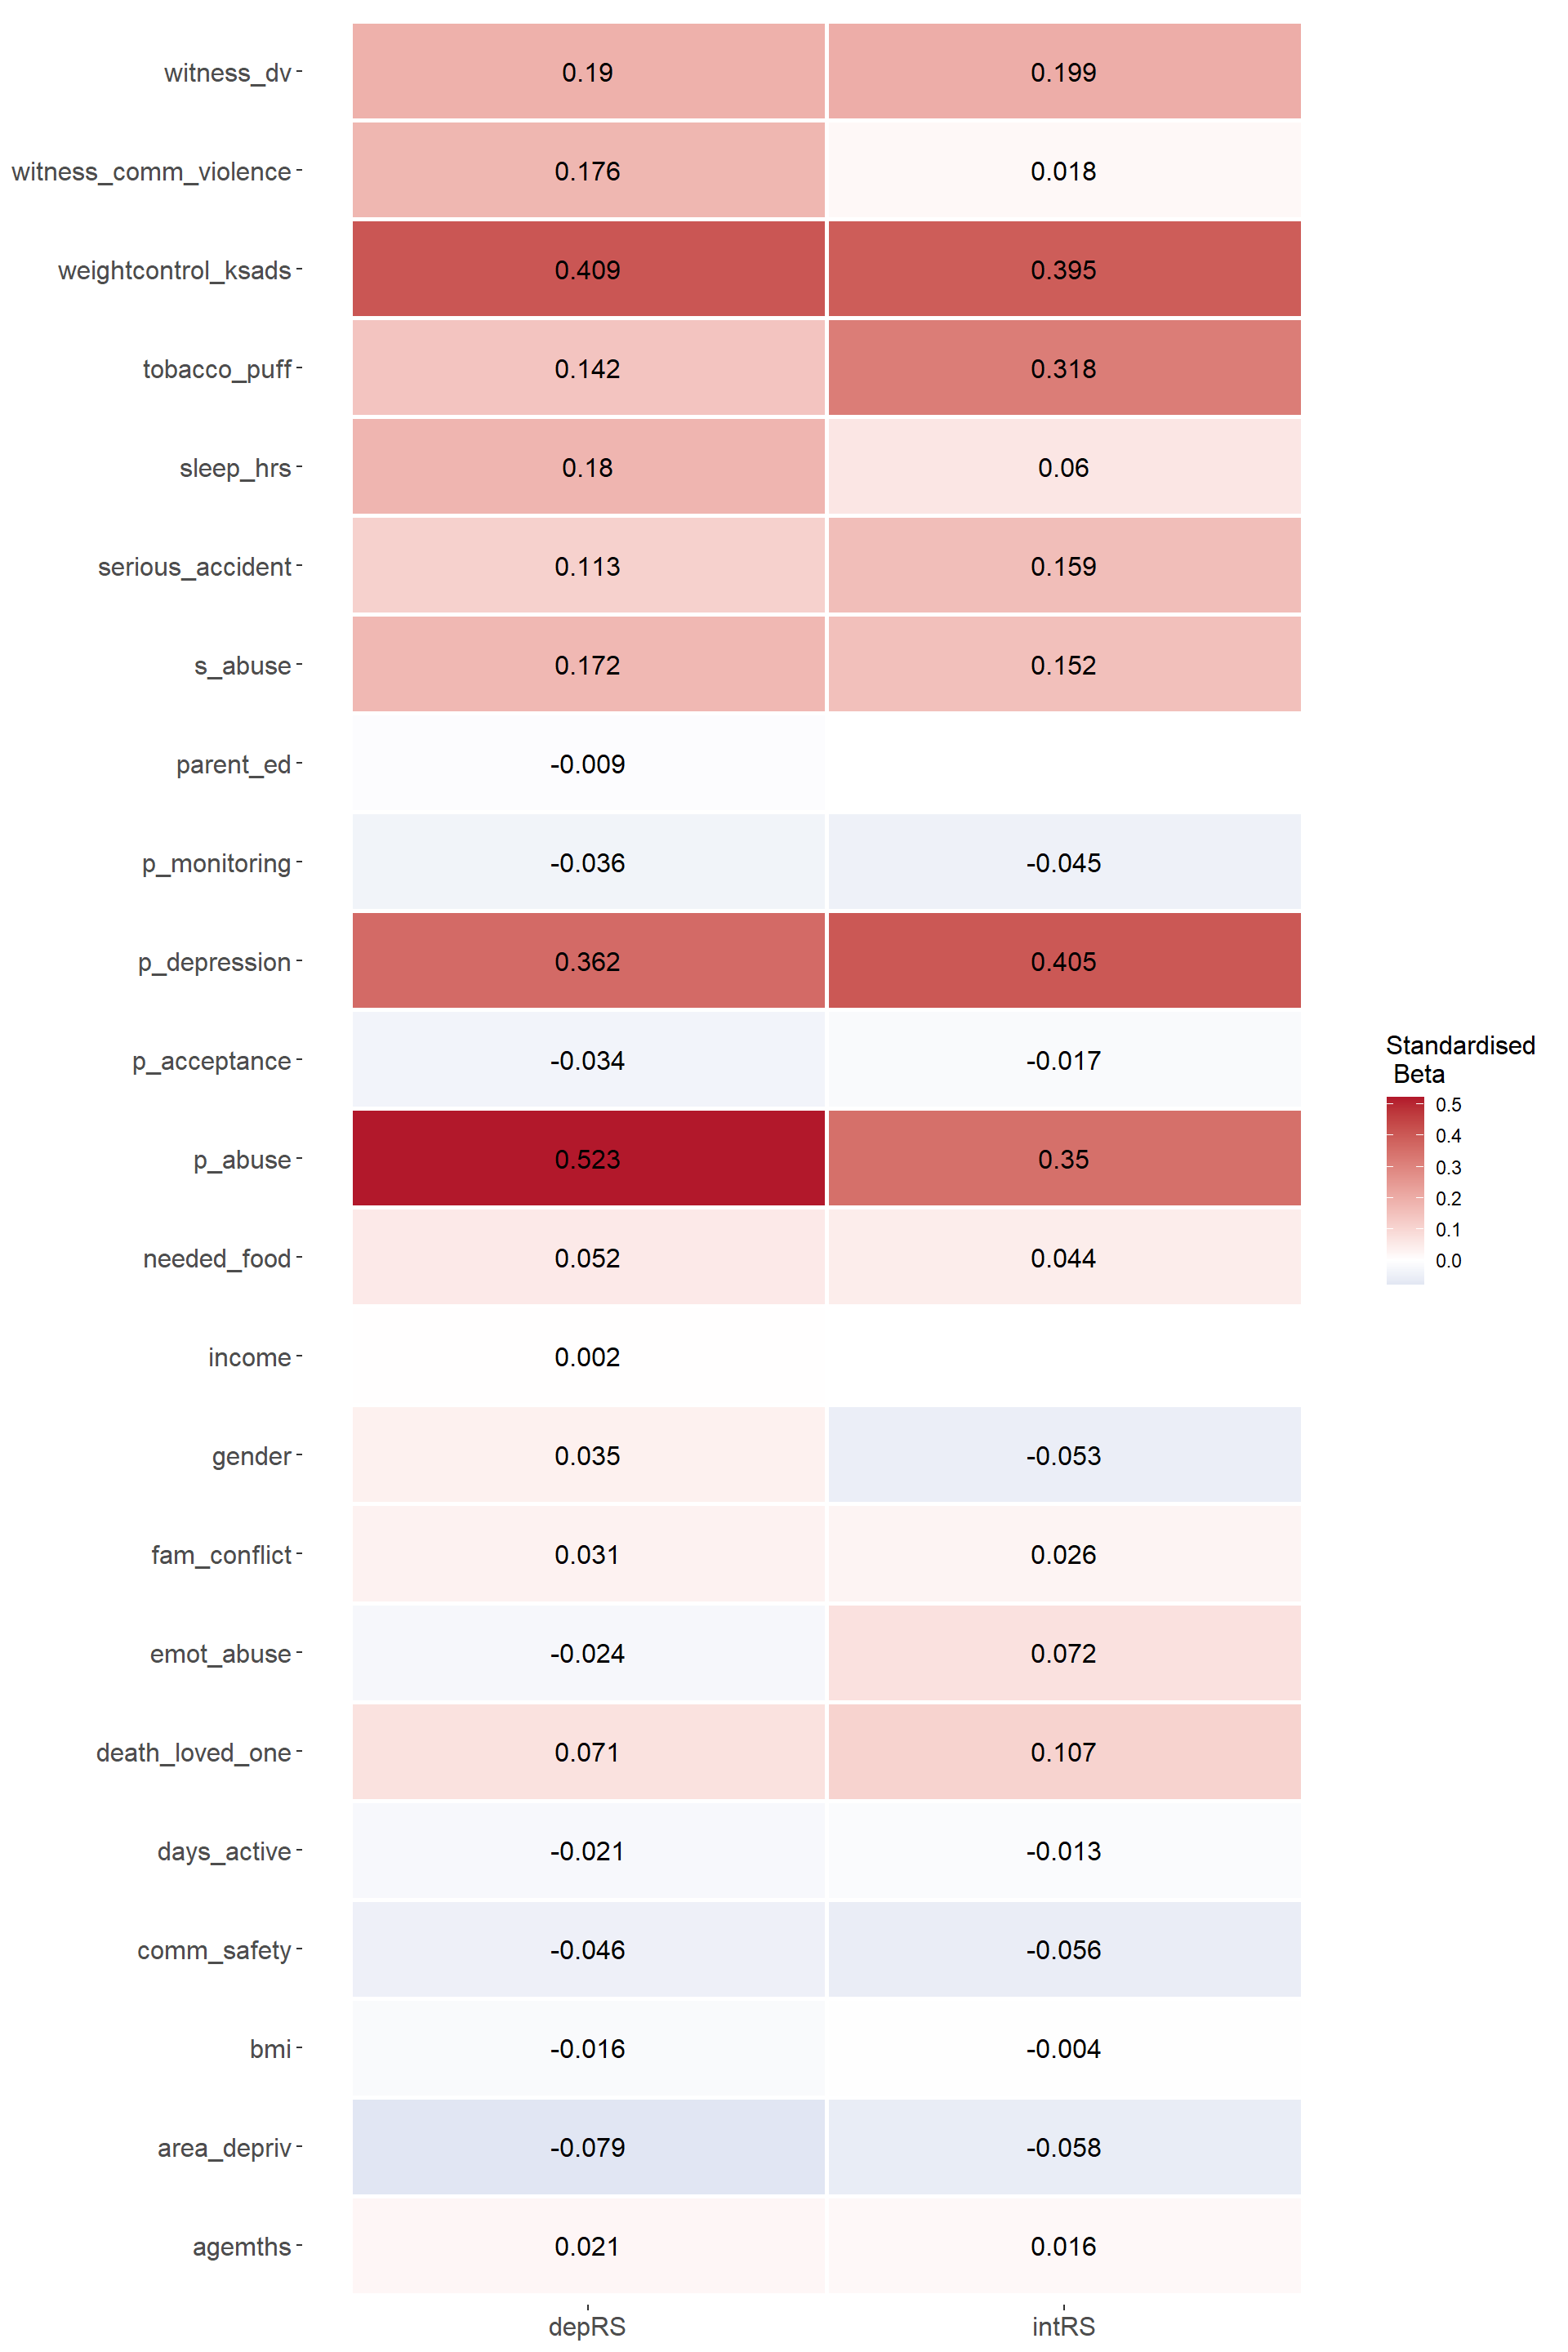 witness_dv 0.19 0.199
witness_comm_violence 0.176 0.018
weightcontrol_ksads 0.409 0.395
tobacco_puff 0.142 0.318
sleep_hrs 0.18 0.06
serious_accident 0.113 0.159
s_abuse 0.172 0.152
parent_ed -0.009
p_monitoring -0.036 -0.045
p_depression 0.362 0.405
p_acceptance -0.034 -0.017
p_abuse 0.523 0.35
needed_food 0.052 0.044
income 0.002
gender 0.035 -0.053
fam_conflict 0.031 0.026
emot_abuse -0.024 0.072
death_loved_one 0.071 0.107
days_active -0.021 -0.013
comm_safety -0.046 -0.056
bmi -0.016 -0.004
area_depriv -0.079 -0.058
agemths 0.021 0.016
depRS intRS
Standardised
Beta
0.5
0.4
0.3
0.2
0.1
0.0